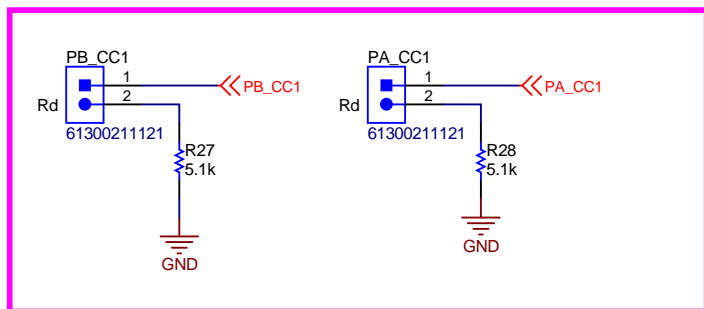 PB_CC1
1
2
PB_CC1
Rd
61300211121
R27
5.1k
GND
PA_CC1
1
2
PA_CC1
Rd
61300211121
R28
5.1k
GND